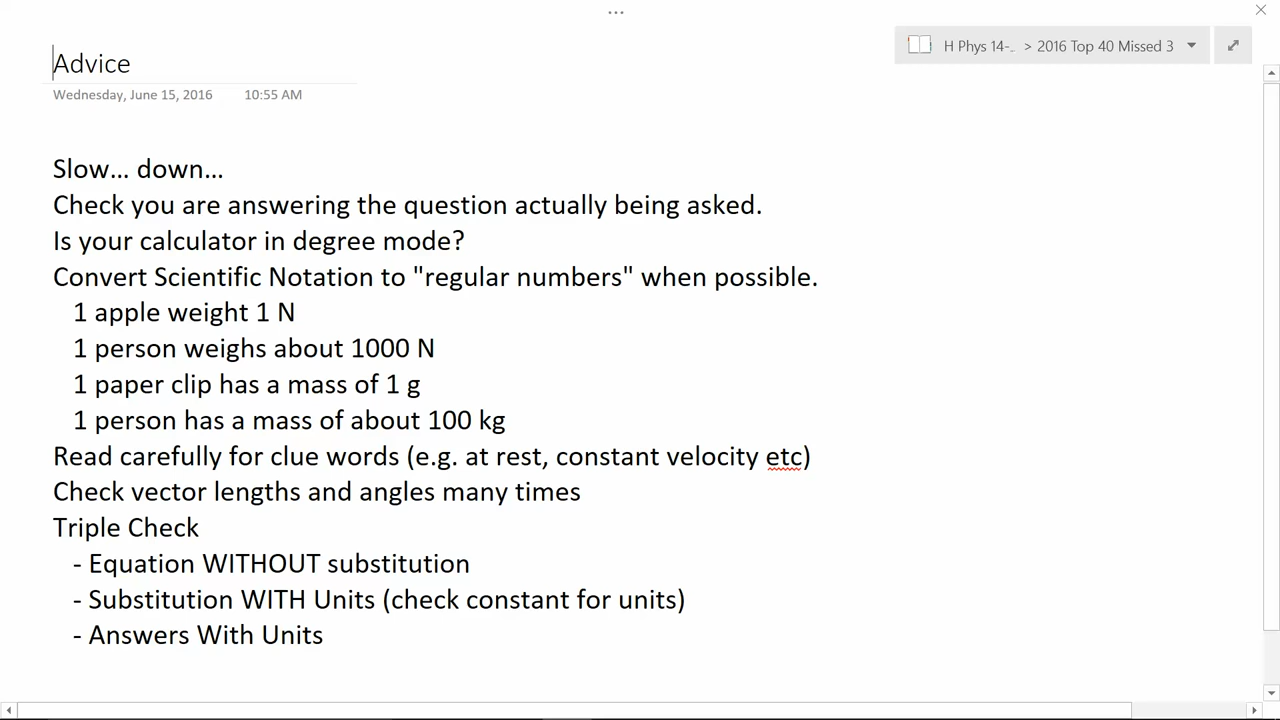 ...
Advice
H Phys 14-.. > 2016 Top 40 Missed 3
Wednesday, June 15, 2016 10:55 AM
Slow... down...
Check you are answering the question actually being asked.
Is your calculator in degree mode?
Convert Scientific Notation to "regular numbers" when possible.
1 apple weight 1 N
1 person weighs about 1000 N
1 paper clip has a mass of 1 g
1 person has a mass of about 100 kg
Read carefully for clue words (e.g. at rest, constant velocity etc)
Check vector lengths and angles many times
Triple Check
- Equation WITHOUT substitution
- Substitution WITH Units (check constant for units)
- Answers With Units